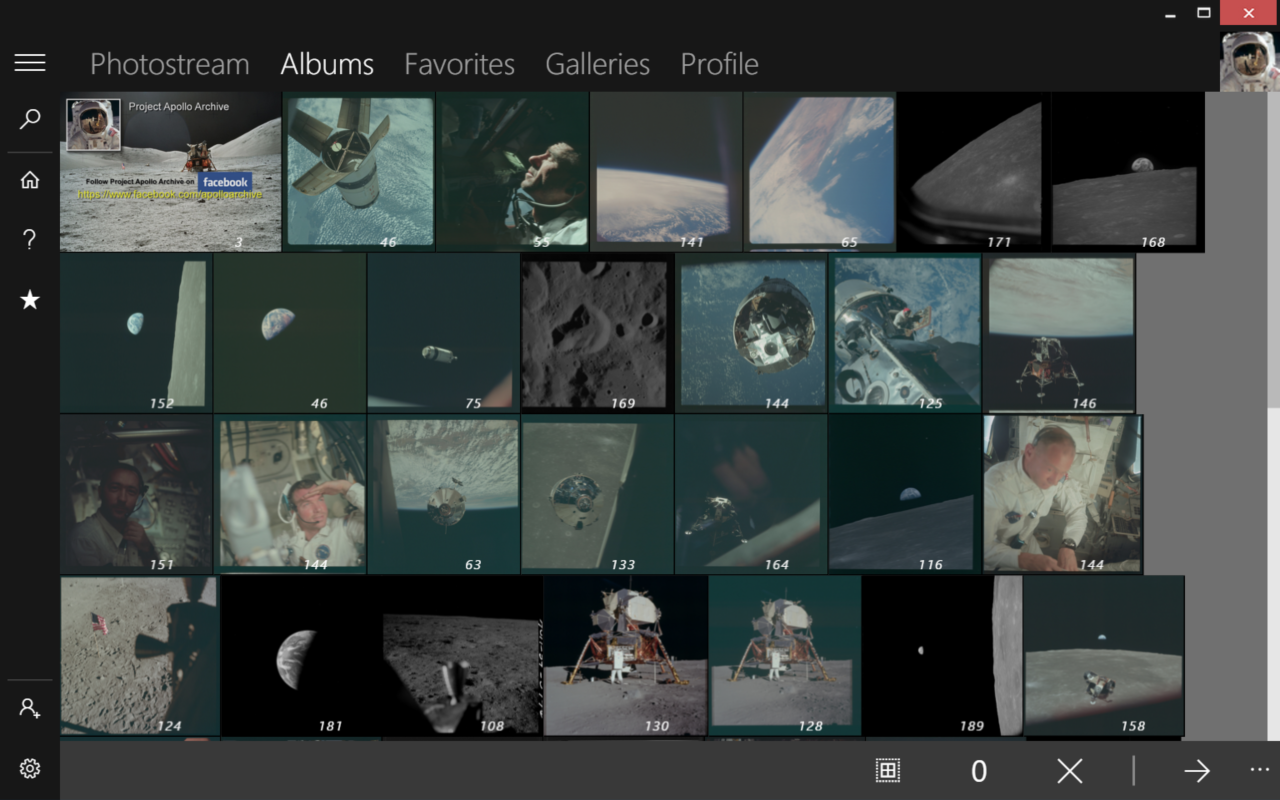 Photostream Albums Favorites Galleries Profile
Project Apollo Archive
Follow Project Apollo Archive on facebook
https://www.facebook.com/apolloarchive
3 46 55 141 65 171 168
152 46 75 169 144 125 146
151 144 63 133 164 116 144
124 181 108 130 128 189 158
0